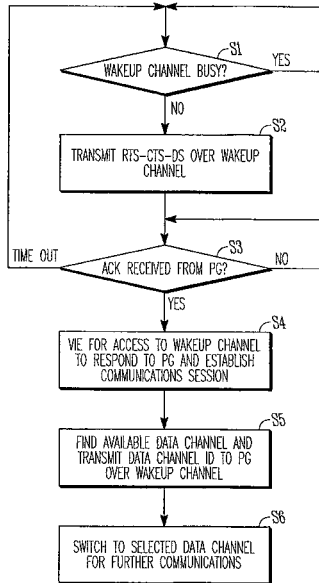 S1
WAKEUP CHANNEL BUSY?
YES
NO
S2
TRANSMIT RTS-CTS-DS OVER WAKEUP
CHANNEL
S3
TIME OUT
ACK RECEIVED FROM PG?
NO
YES
S4
VIE FOR ACCESS TO WAKEUP CHANNEL
TO RESPOND TO PG AND ESTABLISH
COMMUNICATIONS SESSION
S5
FIND AVAILABLE DATA CHANNEL AND
TRANSMIT DATA CHANNEL ID TO PG
OVER WAKEUP CHANNEL
S6
SWITCH TO SELECTED DATA CHANNEL
FOR FURTHER COMMUNICATIONS